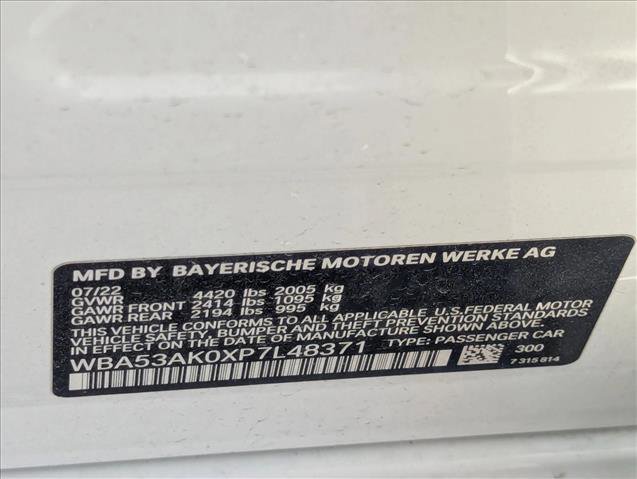 MFD BY BAYERISCHE MOTOREN WERKE AG
07/22
GVWR 4420 lbs 2005 kg
GAWR FRONT 2414 lbs 1095 kg
GAWR REAR 2194 lbs 995 kg
THIS VEHICLE CONFORMS TO ALL APPLICABLE U.S.FEDERAL MOTOR
VEHICLE SAFETY, BUMPER AND THEFT PREVENTION STANDARDS
IN EFFECT ON THE DATE OF MANUFACTURE SHOWN ABOVE.
WBA53AK0XP7L48371 TYPE: PASSENGER CAR
300
7 315 814